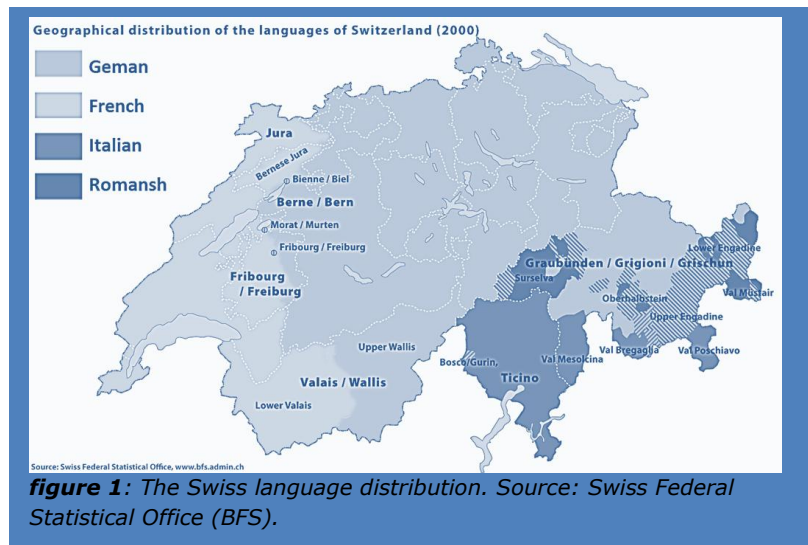 Geographical distribution of the languages of Switzerland (2000)
Geman
French
Italian
Romansh
Jura
Bernese Jura
Bienne / Biel
Berne / Bern
Morat / Murten
Fribourg / Freiburg
Fribourg
/ Freiburg
Lower Engadine
Graubünden / Grigioni / Grischun
Surselva
Val Müstair
Oberhalbstein
Upper Engadine
Upper Wallis
Bosco/Gurin,
Val Mesolcina
Val Bregaglia
Val Poschiavo
Ticino
Valais / Wallis
Lower Valais
Source: Swiss Federal Statistical Office, www.bfs.admin.ch
figure 1: The Swiss language distribution. Source: Swiss Federal
Statistical Office (BFS).